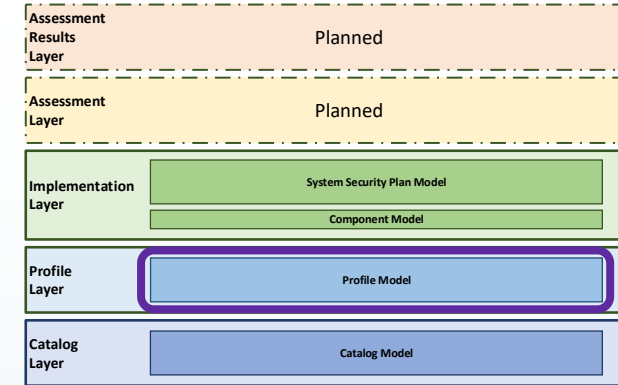 Assessment
Results
Layer
Planned
Assessment
Layer
Planned
Implementation
Layer
System Security Plan Model
Component Model
Profile
Layer
Profile Model
Catalog
Layer
Catalog Model